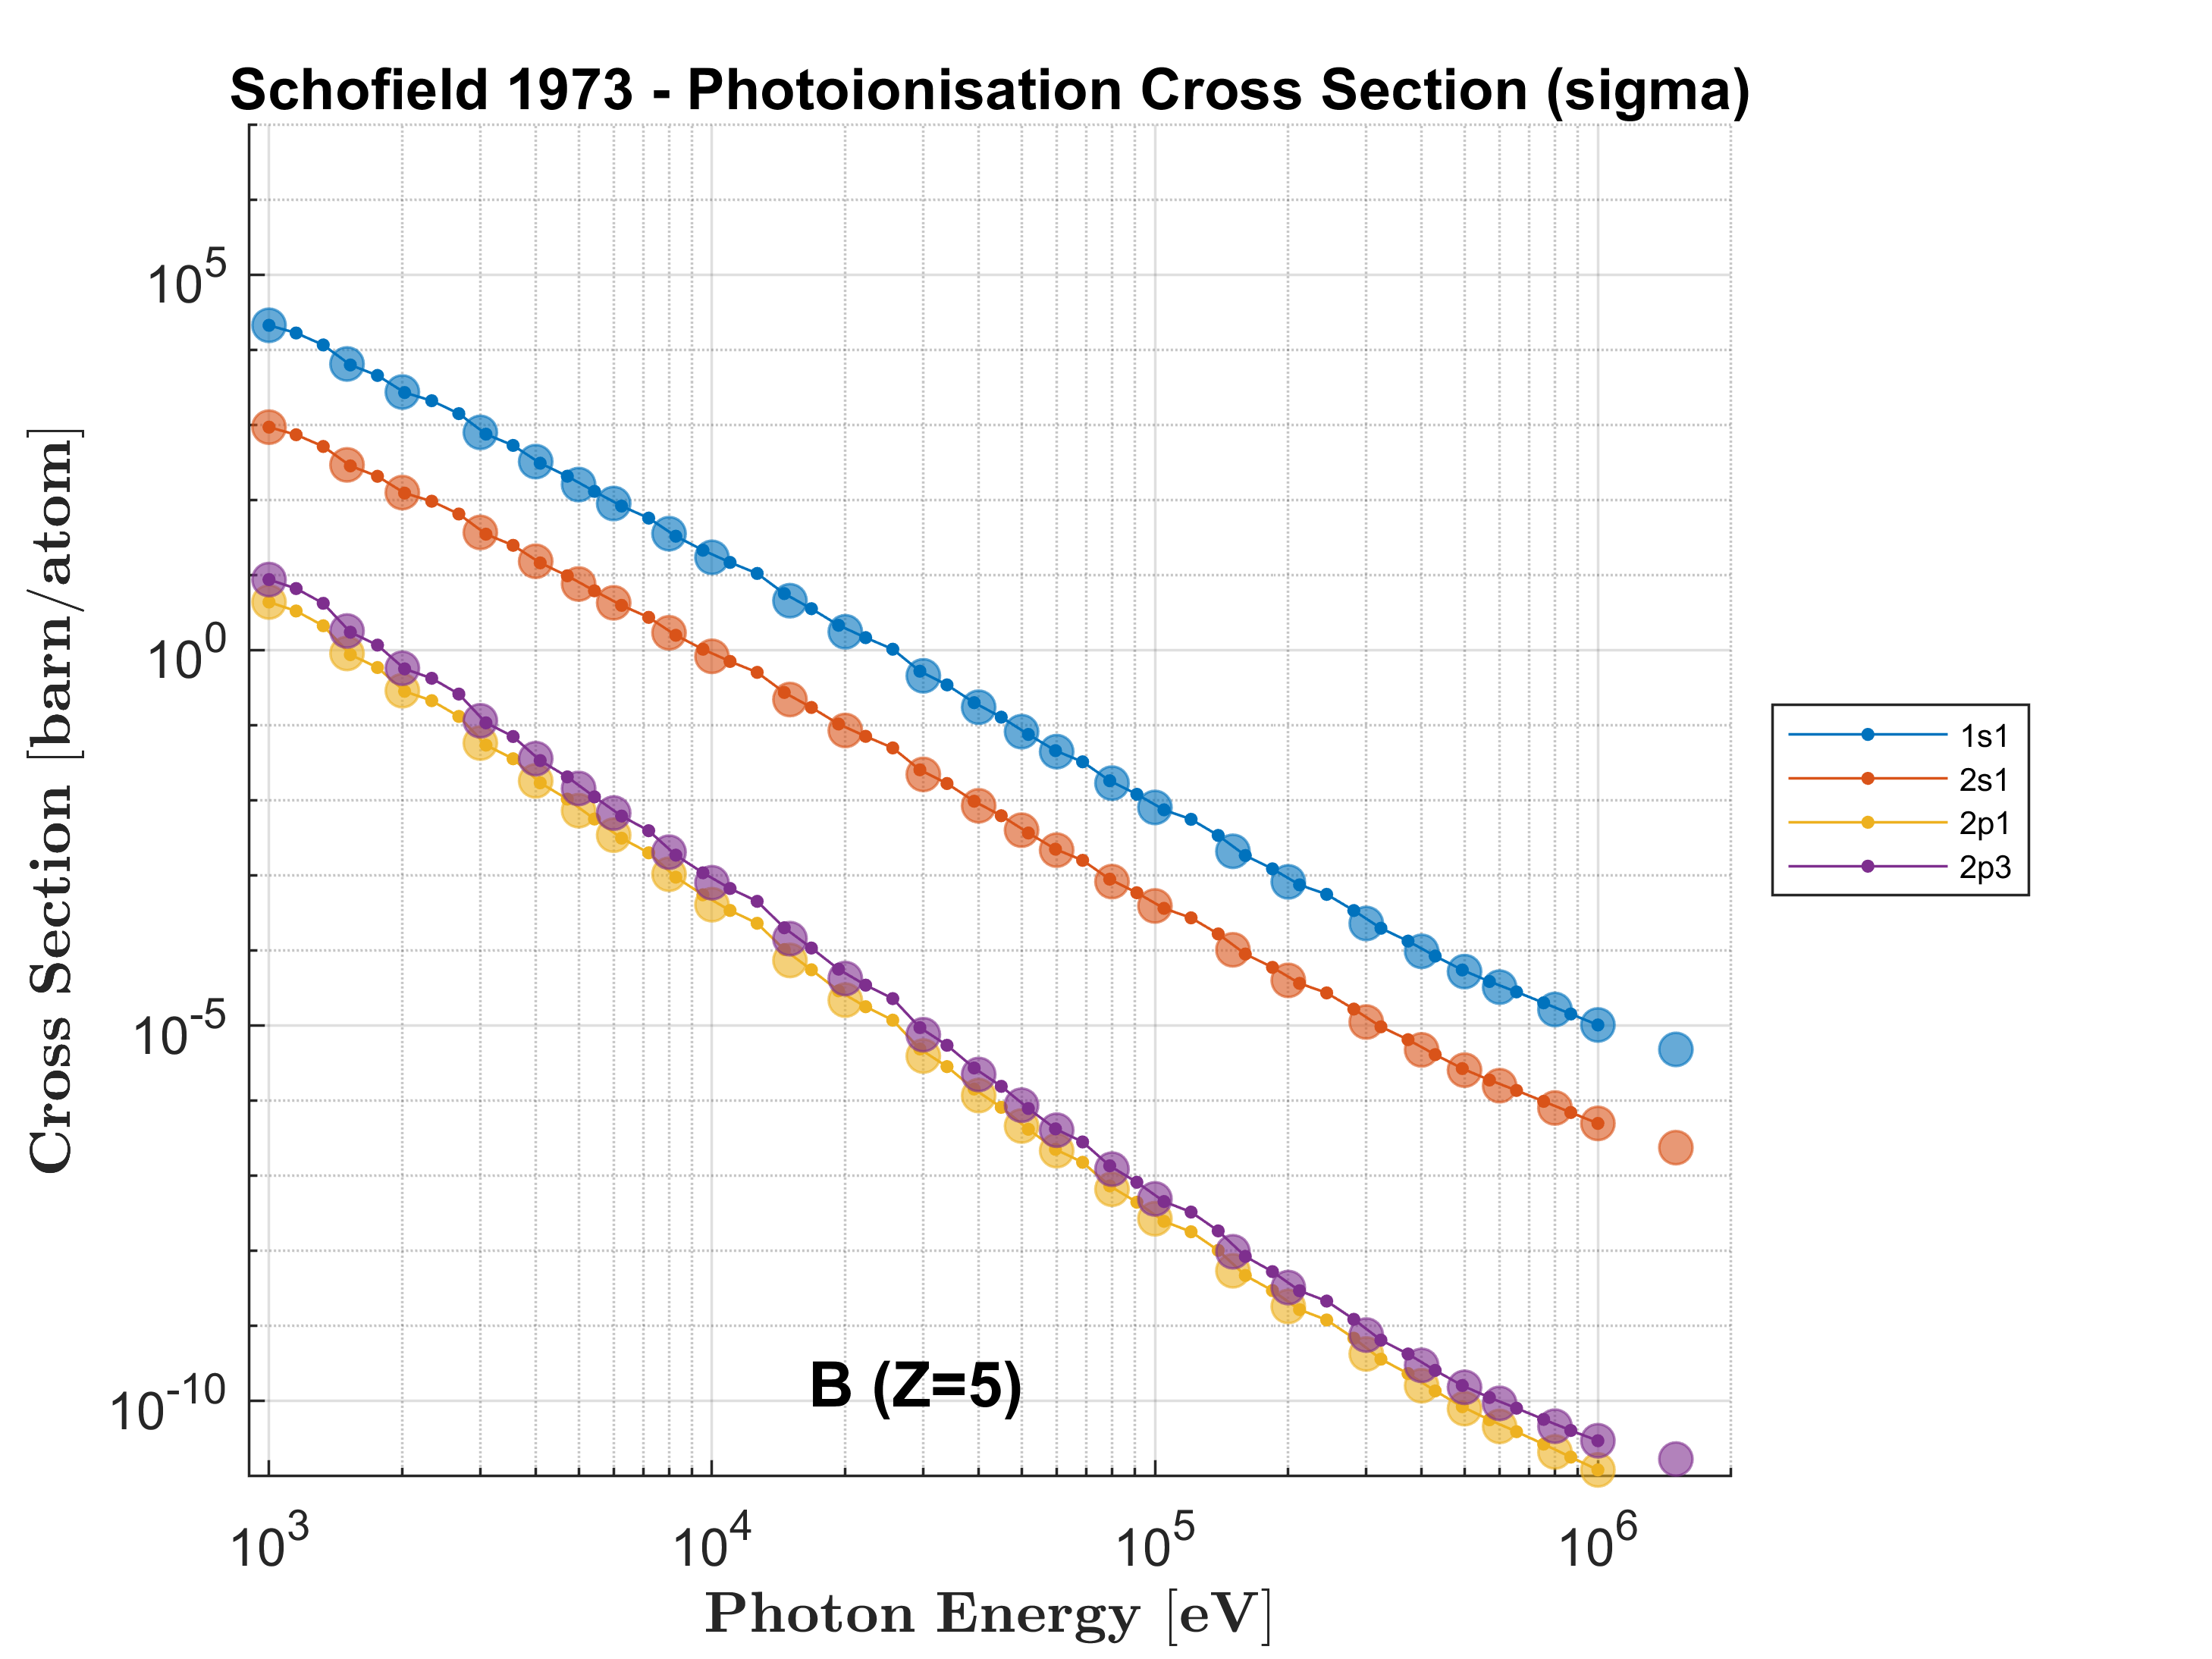 Schofield 1973 - Photoionisation Cross Section (sigma)
Cross Section [barn/atom]
10^5
10^0
10^-5
10^-10
1s1
2s1
2p1
2p3
B (Z=5)
10^3 10^4 10^5 10^6
Photon Energy [eV]